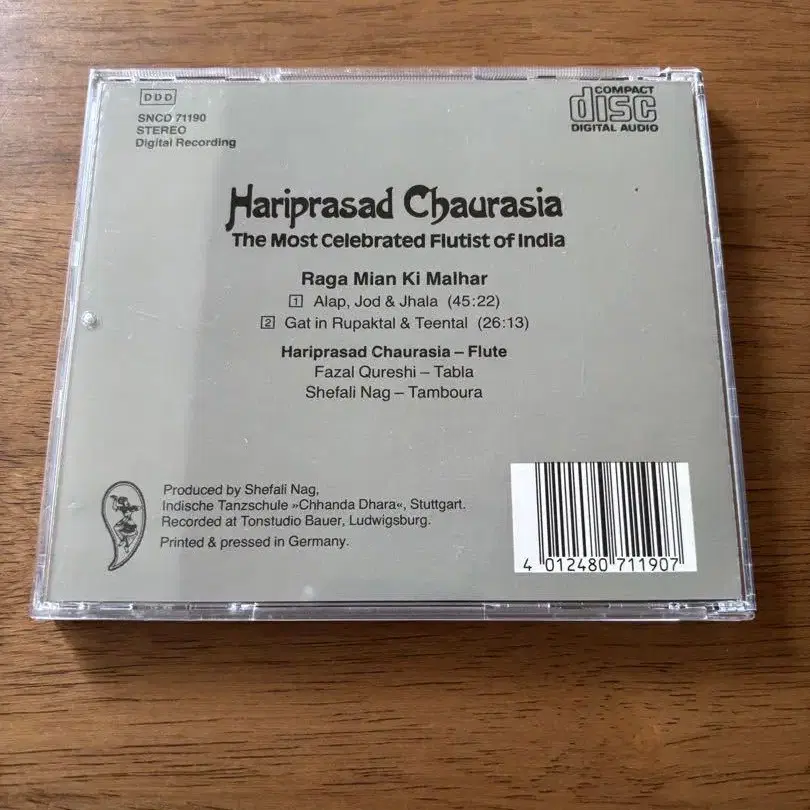 DDD
SNCD 71190
STEREO
Digital Recording
COMPACT
disc
DIGITAL AUDIO
Hariprasad Chaurasia
The Most Celebrated Flutist of India
Raga Mian Ki Malhar
1 Alap, Jod & Jhala (45:22)
2 Gat in Rupaktal & Teental (26:13)
Hariprasad Chaurasia – Flute
Fazal Qureshi – Tabla
Shefali Nag – Tamboura
Produced by Shefali Nag,
Indische Tanzschule »Chhanda Dhara«, Stuttgart.
Recorded at Tonstudio Bauer, Ludwigsburg.
Printed & pressed in Germany.
4 012480 711907